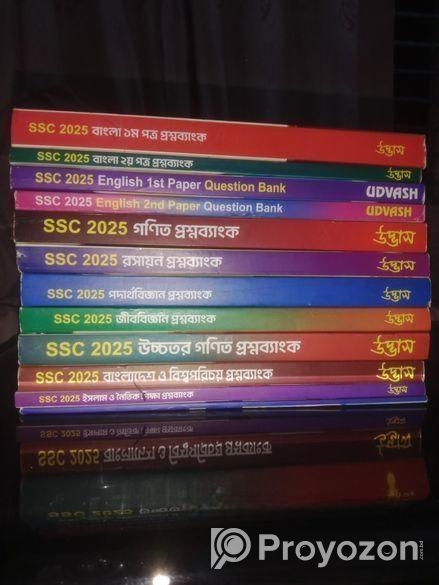 SSC 2025 বাংলা ১ম পত্র প্রশ্নব্যাংক উদ্ভাস
SSC 2025 বাংলা ২য় পত্র প্রশ্নব্যাংক উদ্ভাস
SSC 2025 English 1st Paper Question Bank UDVASH
SSC 2025 English 2nd Paper Question Bank UDVASH
SSC 2025 গণিত প্রশ্নব্যাংক উদ্ভাস
SSC 2025 রসায়ন প্রশ্নব্যাংক উদ্ভাস
SSC 2025 পদার্থবিজ্ঞান প্রশ্নব্যাংক উদ্ভাস
SSC 2025 জীববিজ্ঞান প্রশ্নব্যাংক উদ্ভাস
SSC 2025 উচ্চতর গণিত প্রশ্নব্যাংক উদ্ভাস
SSC 2025 বাংলাদেশ ও বিশ্বপরিচয় প্রশ্নব্যাংক উদ্ভাস
SSC 2025 ইসলাম ও নৈতিক শিক্ষা প্রশ্নব্যাংক উদ্ভাস
Proyozon